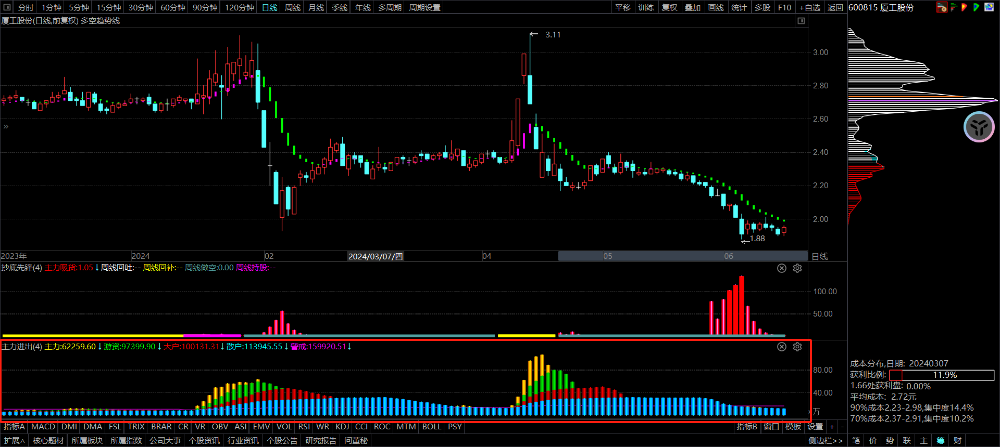 分时 1分钟 5分钟 15分钟 30分钟 60分钟 90分钟 120分钟 日线 周线 月线 季线 年线 多周期 周期设置 平移 训练 复权 叠加 画线 统计 多股 F10 +自选 返回 600815 厦工股份
厦工股份(日线,前复权) 多空趋势线
3.11
3.00
2.80
2.60
»
2.40
2.20
2.00
1.88
2023年 2024 02 2024/03/07/四 04 05 06 日线
抄底先锋(4) 主力吸货:1.05↓ 周线回吐:-- 周线回补:-- 周线做空:0.00 周线持股:--
100.00
50.00
主力进出(4) 主力:62259.60↓ 游资:97399.90↓ 大户:100131.31↓ 散户:113945.55↓ 警戒:159920.51↓
80.00
40.00
万
成本分布,日期: 20240307
获利比例: 11.9%
1.66处获利盘: 0.00%
平均成本: 2.72元
90%成本2.23-2.98,集中度14.4%
70%成本2.37-2.91,集中度10.2%
指标A MACD DMI DMA FSL TRIX BRAR CR VR OBV ASI EMV VOL RSI WR KDJ CCI ROC MTM BOLL PSY 指标B 窗口 模板 设置 + -
扩展∧ 核心题材 所属板块 所属指数 公司大事 个股资讯 行业资讯 个股公告 研究报告 问董秘 侧边栏>> 笔 价 势 联 主 筹 财